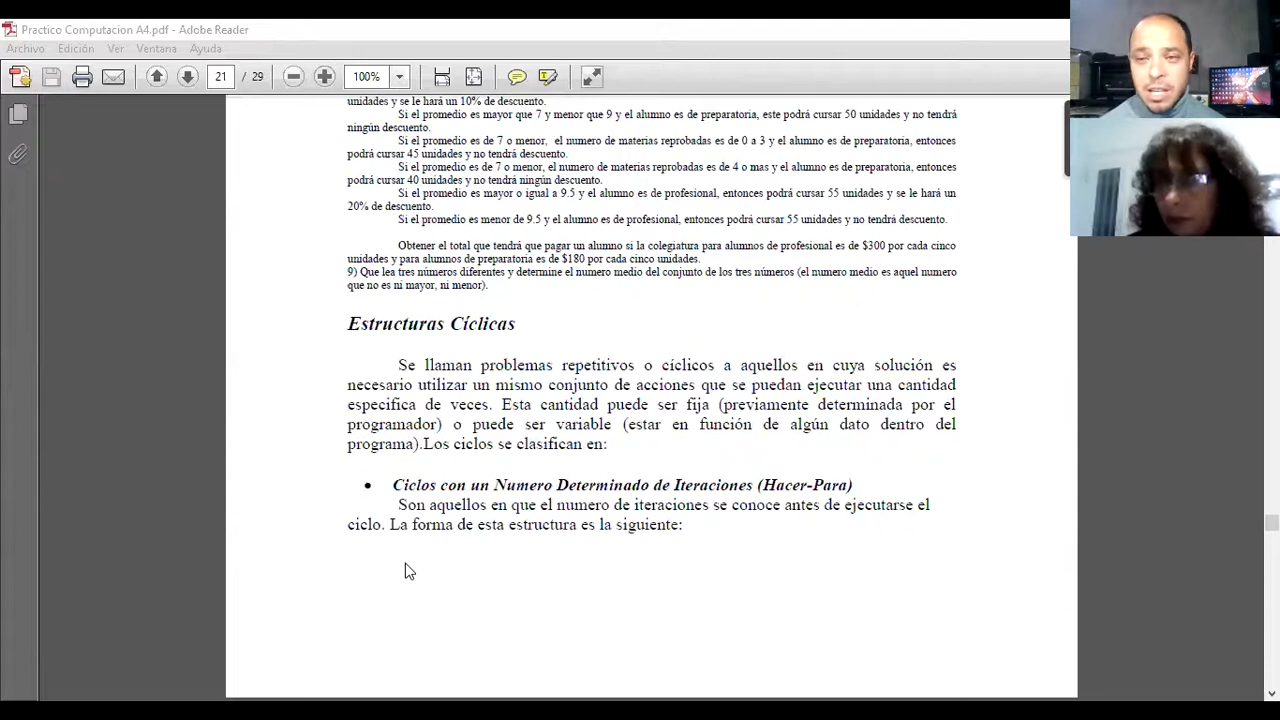 Practico Computacion A4.pdf - Adobe Reader
Archivo Edición Ver Ventana Ayuda
21 / 29 100%
unidades y se le hará un 10% de descuento.
Si el promedio es mayor que 7 y menor que 9 y el alumno es de preparatoria, este podrá cursar 50 unidades y no tendrá
ningún descuento.
Si el promedio es de 7 o menor, el numero de materias reprobadas es de 0 a 3 y el alumno es de preparatoria, entonces
podrá cursar 45 unidades y no tendrá descuento.
Si el promedio es de 7 o menor, el numero de materias reprobadas es de 4 o mas y el alumno es de preparatoria, entonces
podrá cursar 40 unidades y no tendrá ningún descuento.
Si el promedio es mayor o igual a 9.5 y el alumno es de profesional, entonces podrá cursar 55 unidades y se le hará un
20% de descuento.
Si el promedio es menor de 9.5 y el alumno es de profesional, entonces podrá cursar 55 unidades y no tendrá descuento.
Obtener el total que tendrá que pagar un alumno si la colegiatura para alumnos de profesional es de $300 por cada cinco
unidades y para alumnos de preparatoria es de $180 por cada cinco unidades.
9) Que lea tres números diferentes y determine el numero medio del conjunto de los tres números (el numero medio es aquel numero
que no es ni mayor, ni menor).
Estructuras Cíclicas
Se llaman problemas repetitivos o cíclicos a aquellos en cuya solución es
necesario utilizar un mismo conjunto de acciones que se puedan ejecutar una cantidad
especifica de veces. Esta cantidad puede ser fija (previamente determinada por el
programador) o puede ser variable (estar en función de algún dato dentro del
programa).Los ciclos se clasifican en:
• Ciclos con un Numero Determinado de Iteraciones (Hacer-Para)
Son aquellos en que el numero de iteraciones se conoce antes de ejecutarse el
ciclo. La forma de esta estructura es la siguiente: